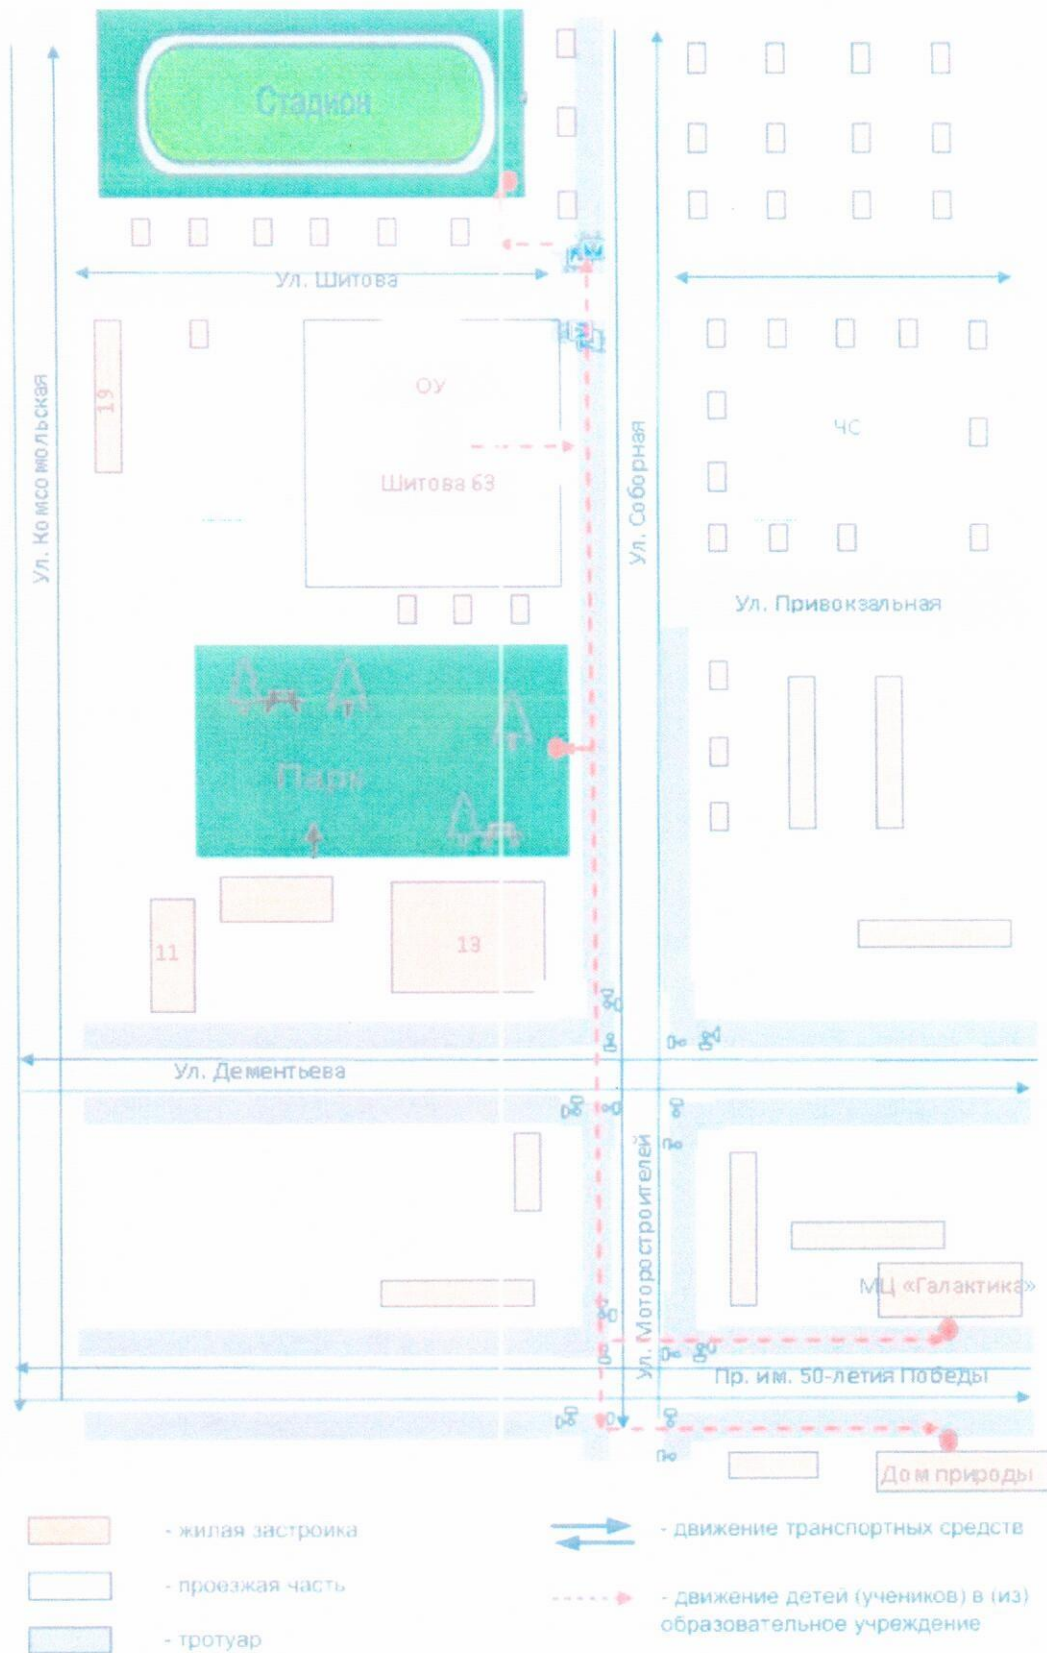 Стадион
Ул. Шитова
ОУ
19
Шитова 63
ЧС
Ул. Комсомольская
Ул. Соборная
Ул. Привокзальная
Парк
11
13
Ул. Дементьева
Ул. Моторостроителей
МЦ «Галактика»
Пр. им. 50-летия Победы
Дом природы
- жилая застройка
- движение транспортных средств
- проезжая часть
- движение детей (учеников) в (из)
образовательное учреждение
- тротуар